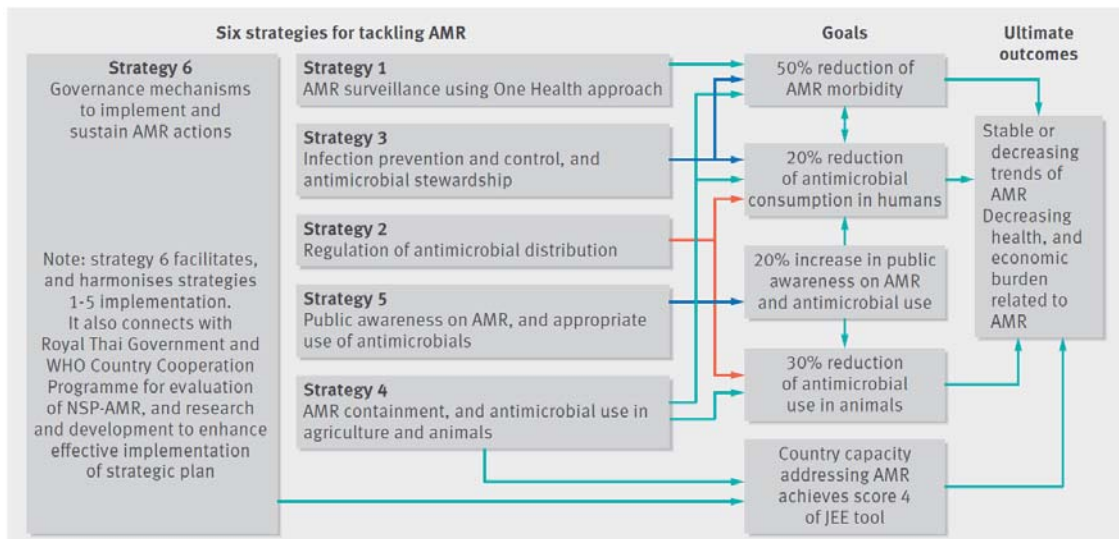 Six strategies for tackling AMR
Goals
Ultimate
outcomes
Strategy 6
Governance mechanisms
to implement and
sustain AMR actions
Note: strategy 6 facilitates,
and harmonises strategies
1-5 implementation.
It also connects with
Royal Thai Government and
WHO Country Cooperation
Programme for evaluation
of NSP-AMR, and research
and development to enhance
effective implementation
of strategic plan
Strategy 1
AMR surveillance using One Health approach
Strategy 3
Infection prevention and control, and
antimicrobial stewardship
Strategy 2
Regulation of antimicrobial distribution
Strategy 5
Public awareness on AMR, and appropriate
use of antimicrobials
Strategy 4
AMR containment, and antimicrobial use in
agriculture and animals
50% reduction of
AMR morbidity
20% reduction
of antimicrobial
consumption in humans
20% increase in public
awareness on AMR
and antimicrobial use
30% reduction
of antimicrobial
use in animals
Country capacity
addressing AMR
achieves score 4
of JEE tool
Stable or
decreasing
trends of
AMR
Decreasing
health, and
economic
burden
related to
AMR